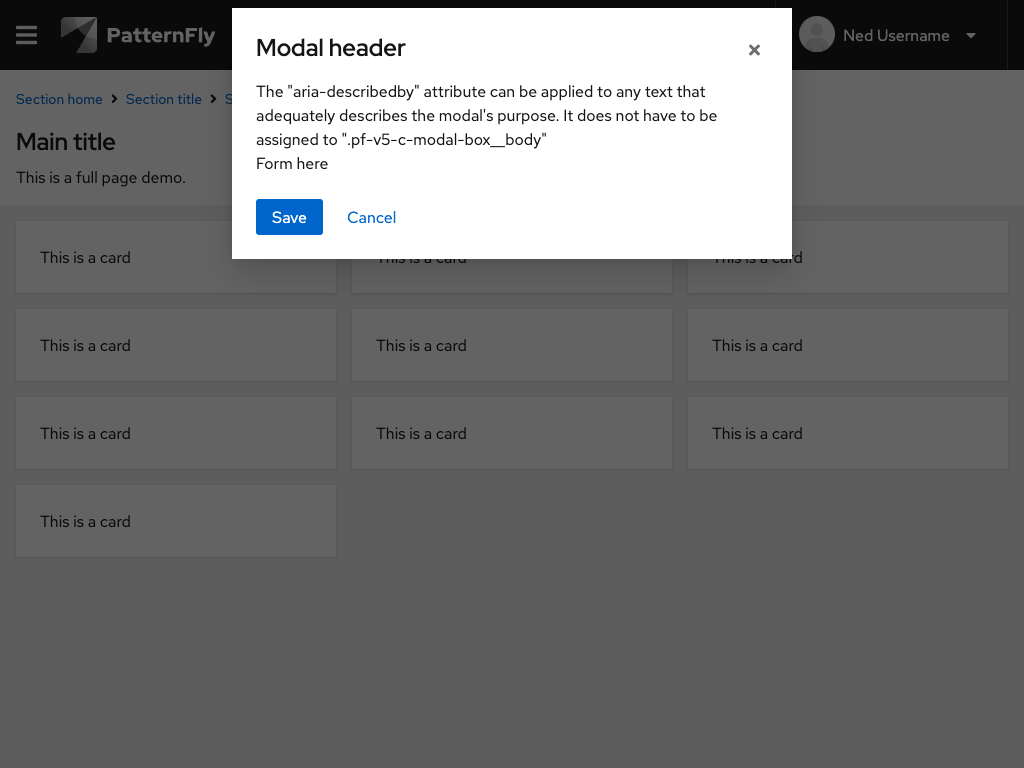 PatternFly
Ned Username
Modal header
The "aria-describedby" attribute can be applied to any text that
adequately describes the modal's purpose. It does not have to be
assigned to ".pf-v5-c-modal-box__body"
Form here
Save
Cancel
Section home
Section title
Main title
This is a full page demo.
This is a card
This is a card
This is a card
This is a card
This is a card
This is a card
This is a card
This is a card
This is a card
This is a card